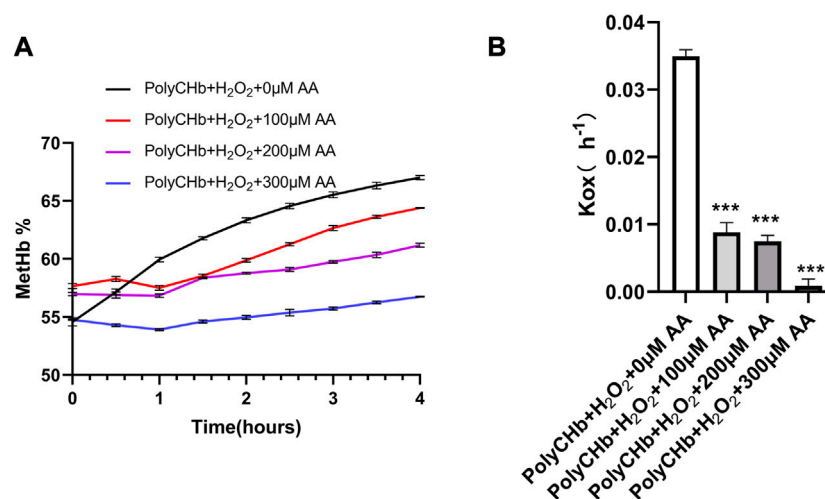 A
PolyCHb+H₂O₂+0μM AA
PolyCHb+H₂O₂+100μM AA
PolyCHb+H₂O₂+200μM AA
PolyCHb+H₂O₂+300μM AA
70
65
60
55
50
MetHb %
0
1
2
3
4
Time(hours)
B
0.04
0.03
0.02
0.01
0.00
Kox( h⁻¹)
***
***
***
PolyCHb+H₂O₂+0μM AA
PolyCHb+H₂O₂+100μM AA
PolyCHb+H₂O₂+200μM AA
PolyCHb+H₂O₂+300μM AA